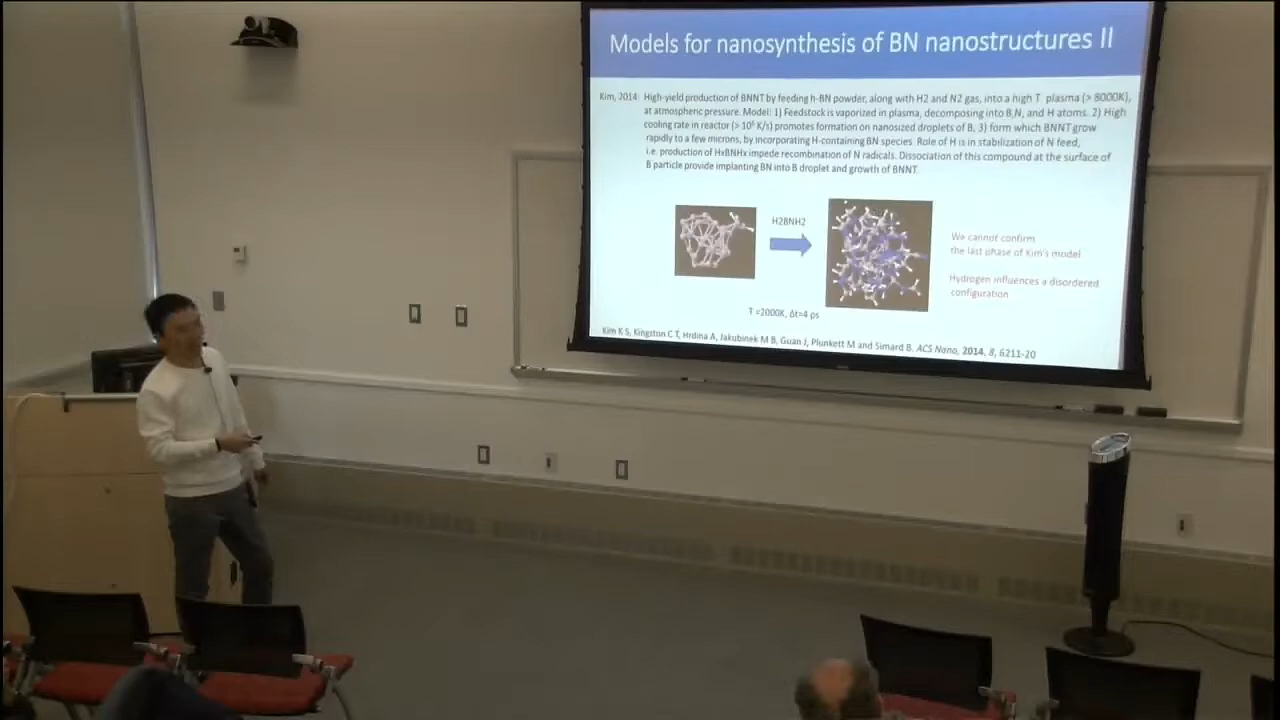 Models for nanosynthesis of BN nanostructures II
Kim, 2014: High-yield production of BNNT by feeding h-BN powder, along with H2 and N2 gas, into a high T plasma (> 8000K),
at atmospheric pressure. Model: 1) Feedstock is vaporized in plasma, decomposing into B,N, and H atoms. 2) High
cooling rate in reactor (> 10⁵ K/s) promotes formation on nanosized droplets of B, 3) form which BNNT grow
rapidly to a few microns, by incorporating H-containing BN species. Role of H is in stabilization of N feed,
i.e. production of HxBNHx impede recombination of N radicals. Dissociation of this compound at the surface of
B particle provide implanting BN into B droplet and growth of BNNT.
H2BNH2
We cannot confirm
the last phase of Kim's model
Hydrogen influences a disordered
configuration
T =2000K, Δt=4 ps
Kim K S, Kingston C T, Hrdina A, Jakubinek M B, Guan J, Plunkett M and Simard B. ACS Nano, 2014, 8, 6211-20